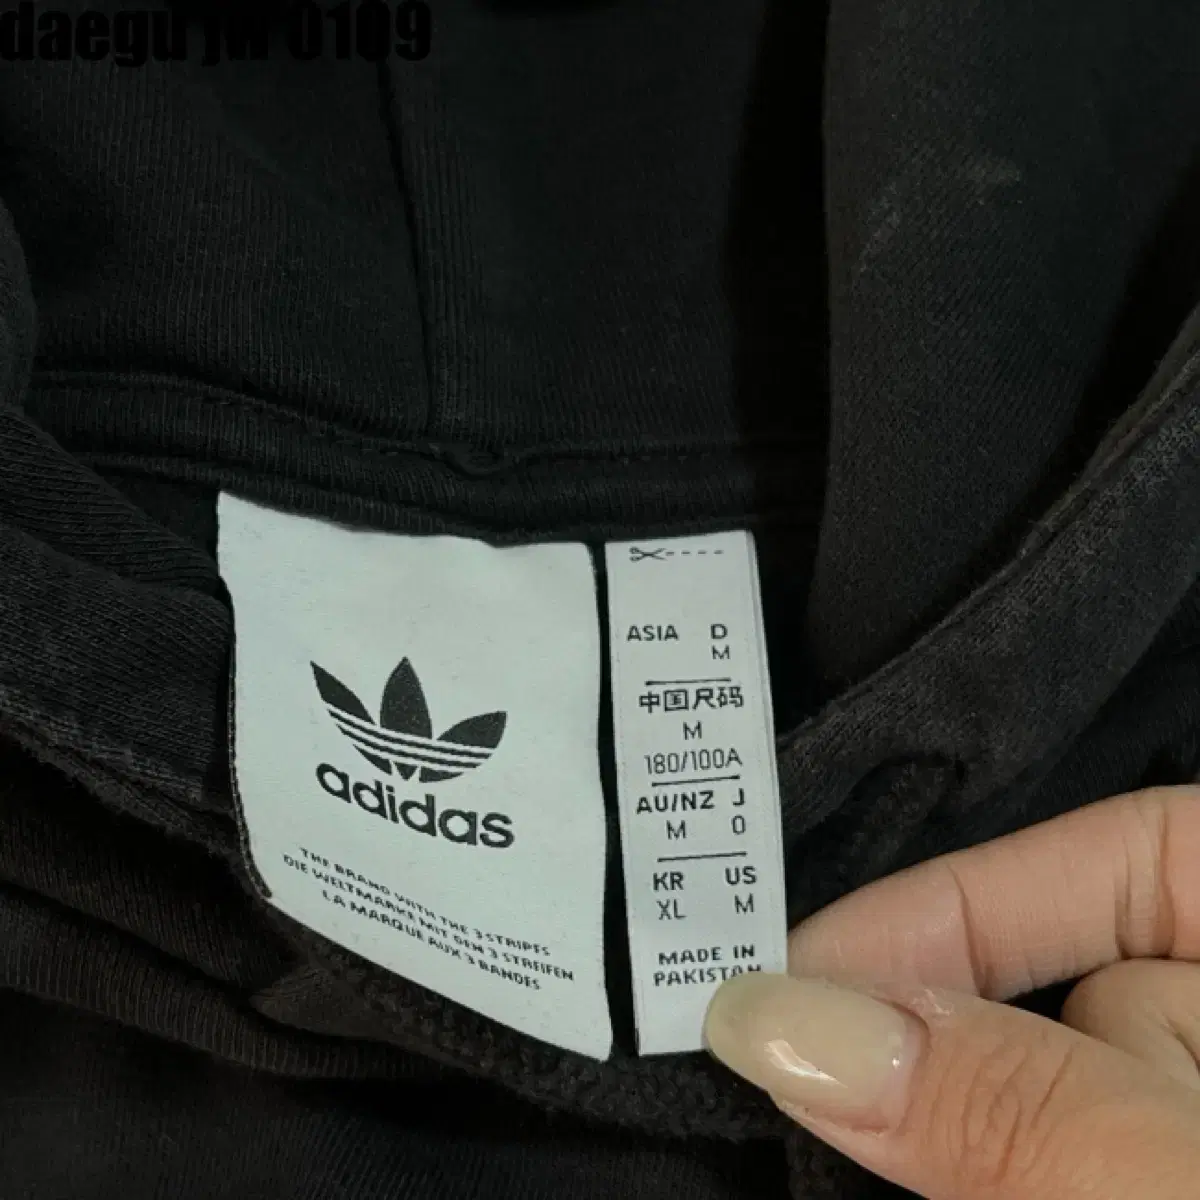 daegu jw 0109
adidas
THE BRAND WITH THE 3 STRIPES
DIE WELTMARKE MIT DEN 3 STREIFEN
LA MARQUE AUX 3 BANDES
ASIA D
M
中国尺码
M
180/100A
AU/NZ J
M O
KR US
XL M
MADE IN
PAKISTAN